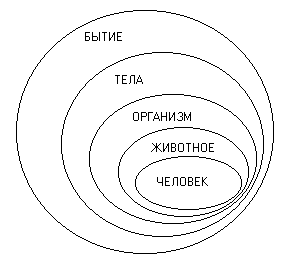 БЫТИЕ
ТЕЛА
ОРГАНИЗМ
ЖИВОТНОЕ
ЧЕЛОВЕК